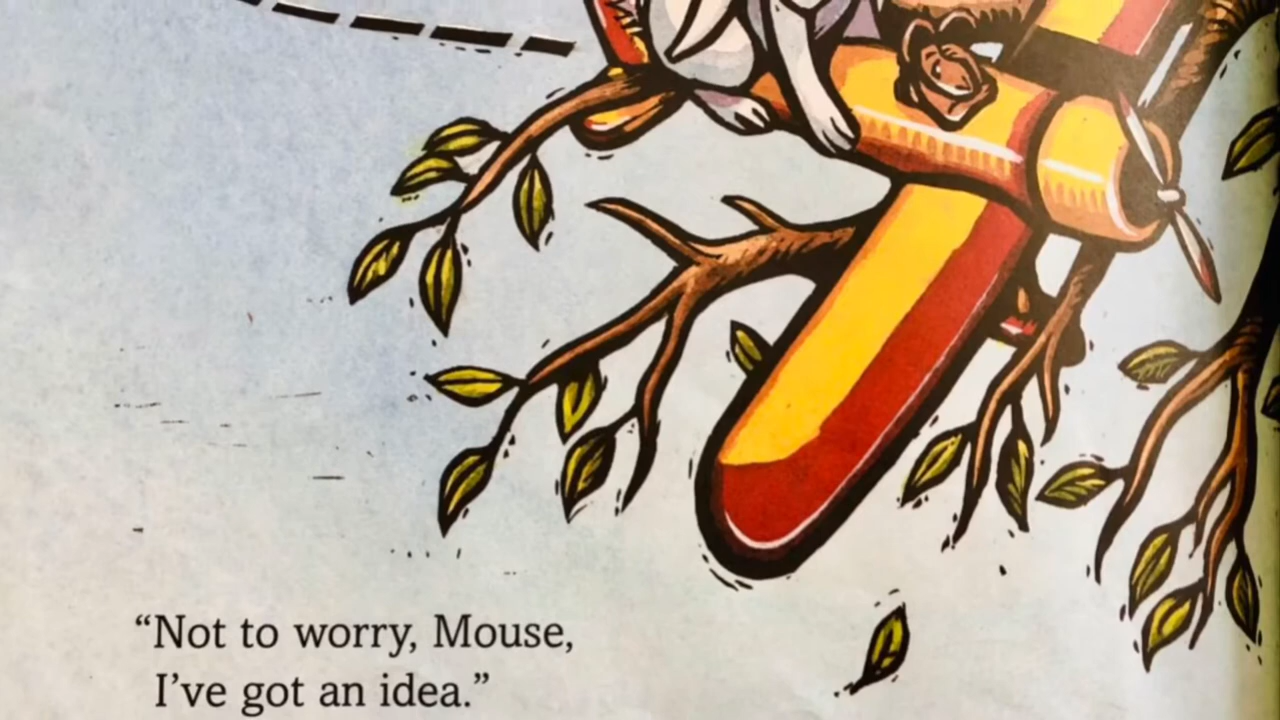 “Not to worry, Mouse,
I’ve got an idea.”